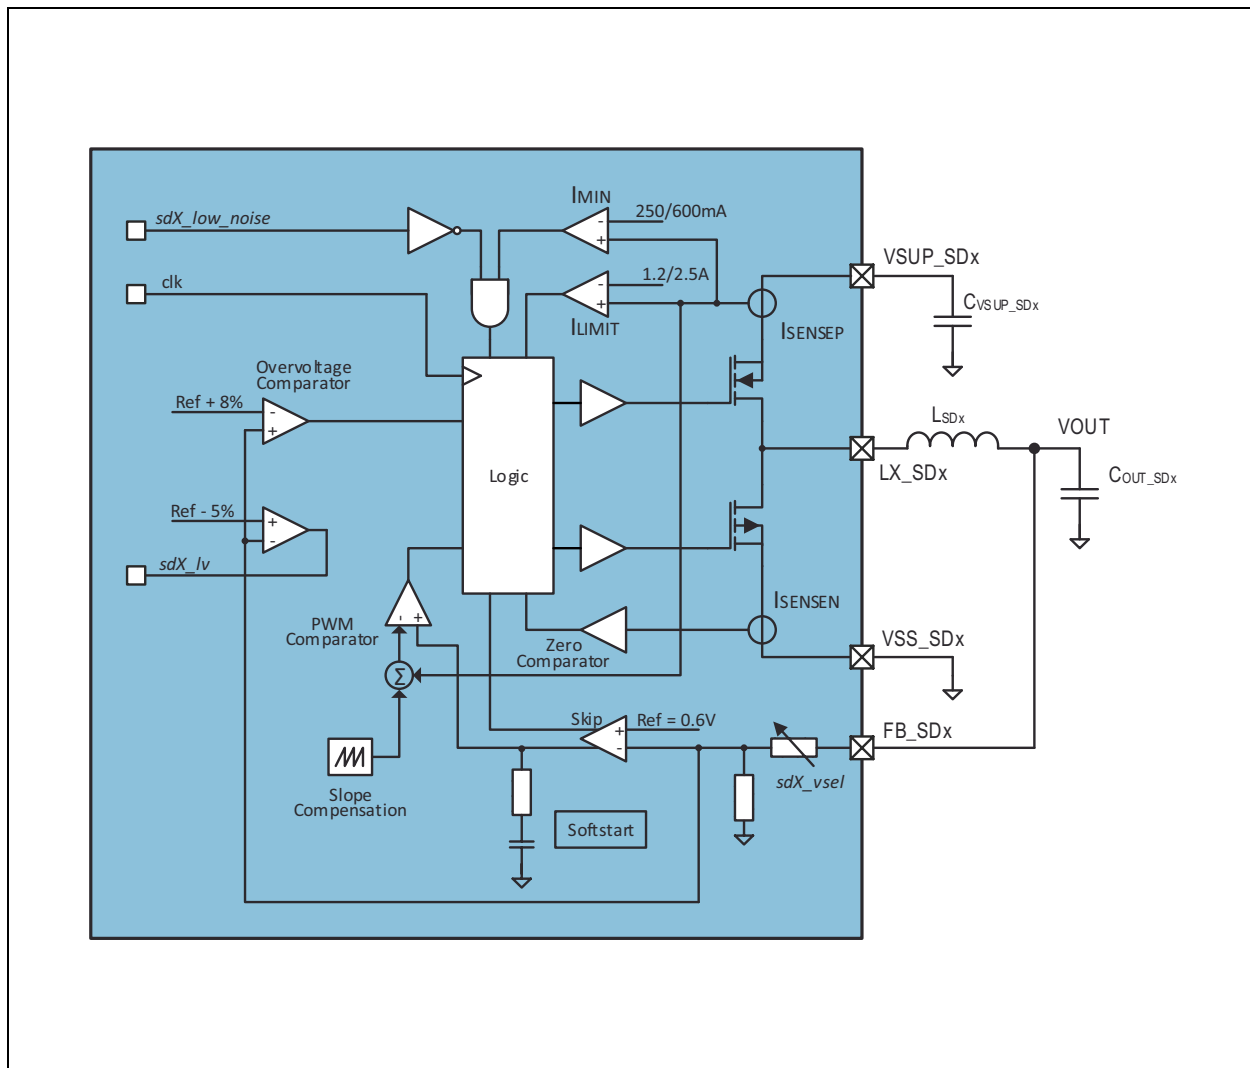 sdX_low_noise
IMIN
250/600mA
clk
1.2/2.5A
ILIMIT
ISENSEP
VSUP_SDx
CVSUP_SDx
Overvoltage
Comparator
Ref + 8%
-
+
Logic
LSDx
VOUT
LX_SDx
COUT_SDx
Ref - 5%
+
-
sdX_lv
PWM
Comparator
- +
Σ
Zero
Comparator
ISENSEN
VSS_SDx
Skip
Ref = 0.6V
+
-
FB_SDx
sdX_vsel
Slope
Compensation
Softstart